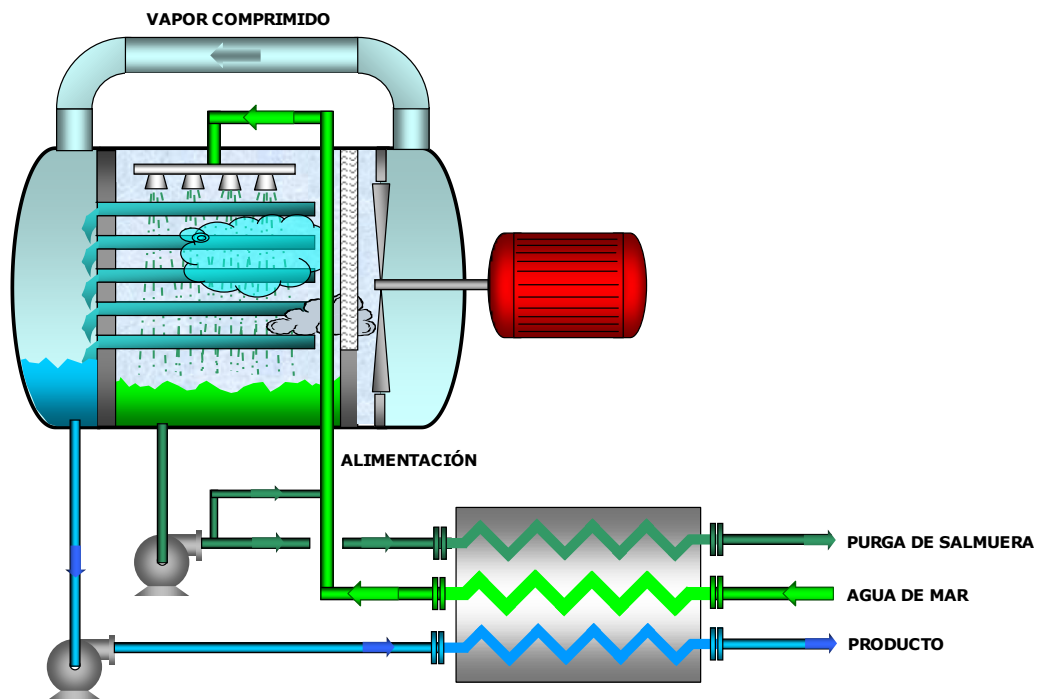 VAPOR COMPRIMIDO
ALIMENTACIÓN
PURGA DE SALMUERA
AGUA DE MAR
PRODUCTO